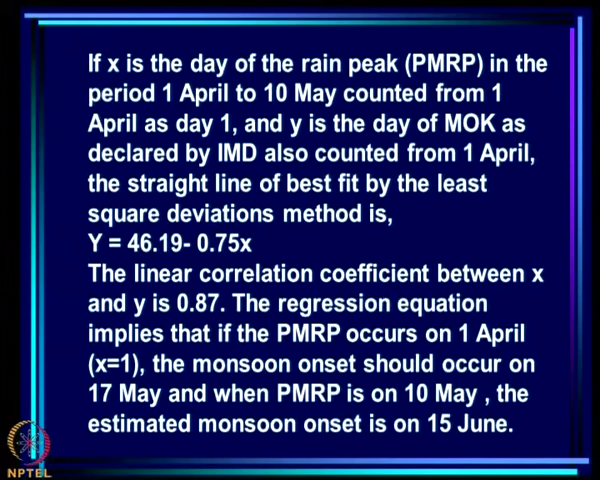 If x is the day of the rain peak (PMRP) in the
period 1 April to 10 May counted from 1
April as day 1, and y is the day of MOK as
declared by IMD also counted from 1 April,
the straight line of best fit by the least
square deviations method is,
Y = 46.19- 0.75x
The linear correlation coefficient between x
and y is 0.87. The regression equation
implies that if the PMRP occurs on 1 April
(x=1), the monsoon onset should occur on
17 May and when PMRP is on 10 May , the
estimated monsoon onset is on 15 June.
NPTEL